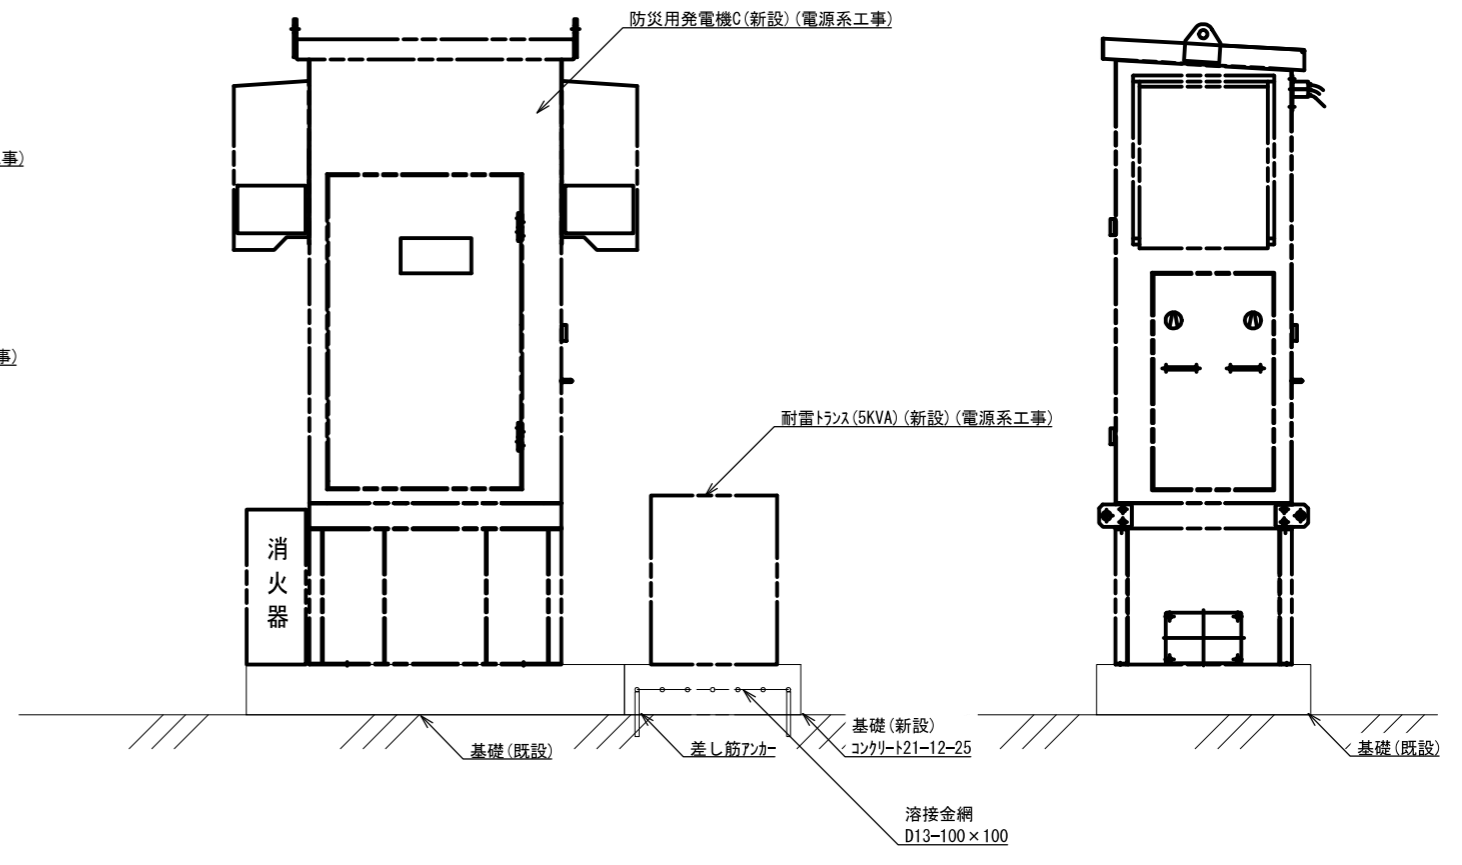 防災用発電機C(新設)(電源系工事)
工事)
事)
耐雷トランス(5KVA)(新設)(電源系工事)
消
火
器
基礎(既設)
差し筋アンカー
基礎(新設)
コンクリート21-12-25
基礎(既設)
溶接金網
D13-100×100